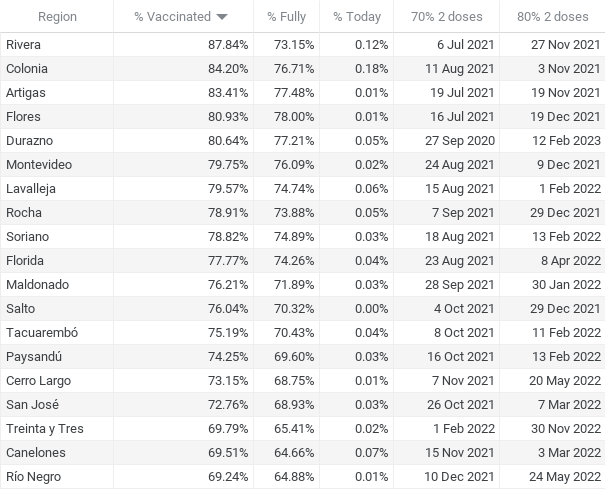 Region % Vaccinated % Fully % Today 70% 2 doses 80% 2 doses
Rivera 87.84% 73.15% 0.12% 6 Jul 2021 27 Nov 2021
Colonia 84.20% 76.71% 0.18% 11 Aug 2021 3 Nov 2021
Artigas 83.41% 77.48% 0.01% 19 Jul 2021 19 Nov 2021
Flores 80.93% 78.00% 0.01% 16 Jul 2021 19 Dec 2021
Durazno 80.64% 77.21% 0.05% 27 Sep 2020 12 Feb 2023
Montevideo 79.75% 76.09% 0.02% 24 Aug 2021 9 Dec 2021
Lavalleja 79.57% 74.74% 0.06% 15 Aug 2021 1 Feb 2022
Rocha 78.91% 73.88% 0.05% 7 Sep 2021 29 Dec 2021
Soriano 78.82% 74.89% 0.03% 18 Aug 2021 13 Feb 2022
Florida 77.77% 74.26% 0.04% 23 Aug 2021 8 Apr 2022
Maldonado 76.21% 71.89% 0.03% 28 Sep 2021 30 Jan 2022
Salto 76.04% 70.32% 0.00% 4 Oct 2021 29 Dec 2021
Tacuarembó 75.19% 70.43% 0.04% 8 Oct 2021 11 Feb 2022
Paysandú 74.25% 69.60% 0.03% 16 Oct 2021 13 Feb 2022
Cerro Largo 73.15% 68.75% 0.01% 7 Nov 2021 20 May 2022
San José 72.76% 68.93% 0.03% 26 Oct 2021 7 Mar 2022
Treinta y Tres 69.79% 65.41% 0.02% 1 Feb 2022 30 Nov 2022
Canelones 69.51% 64.66% 0.07% 15 Nov 2021 3 Mar 2022
Río Negro 69.24% 64.88% 0.01% 10 Dec 2021 24 May 2022